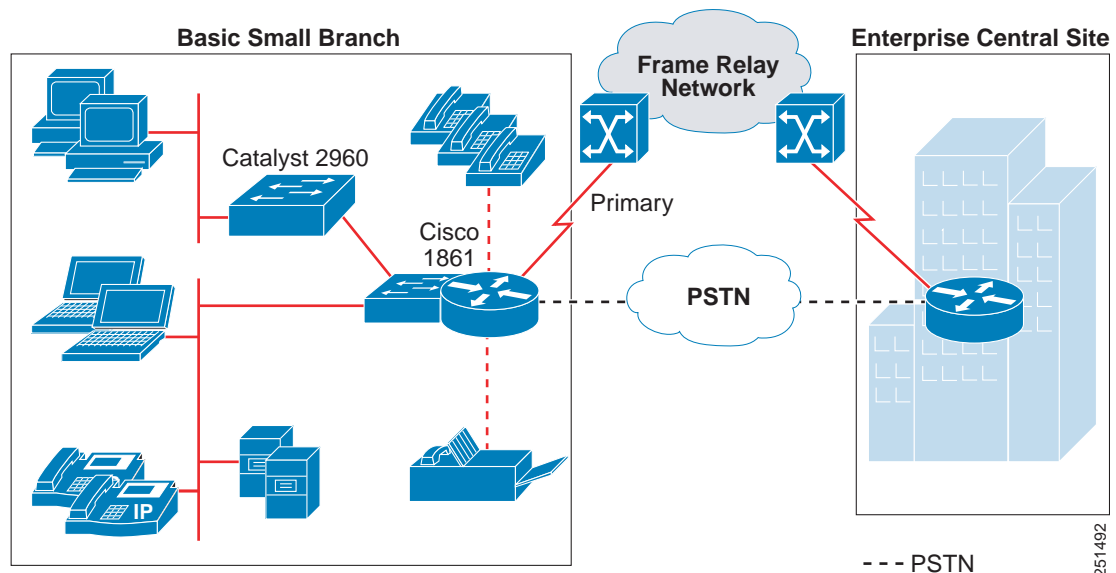 Basic Small Branch
Enterprise Central Site
Frame Relay
Network
Catalyst 2960
Primary
Cisco
1861
PSTN
IP
- - - PSTN
251492